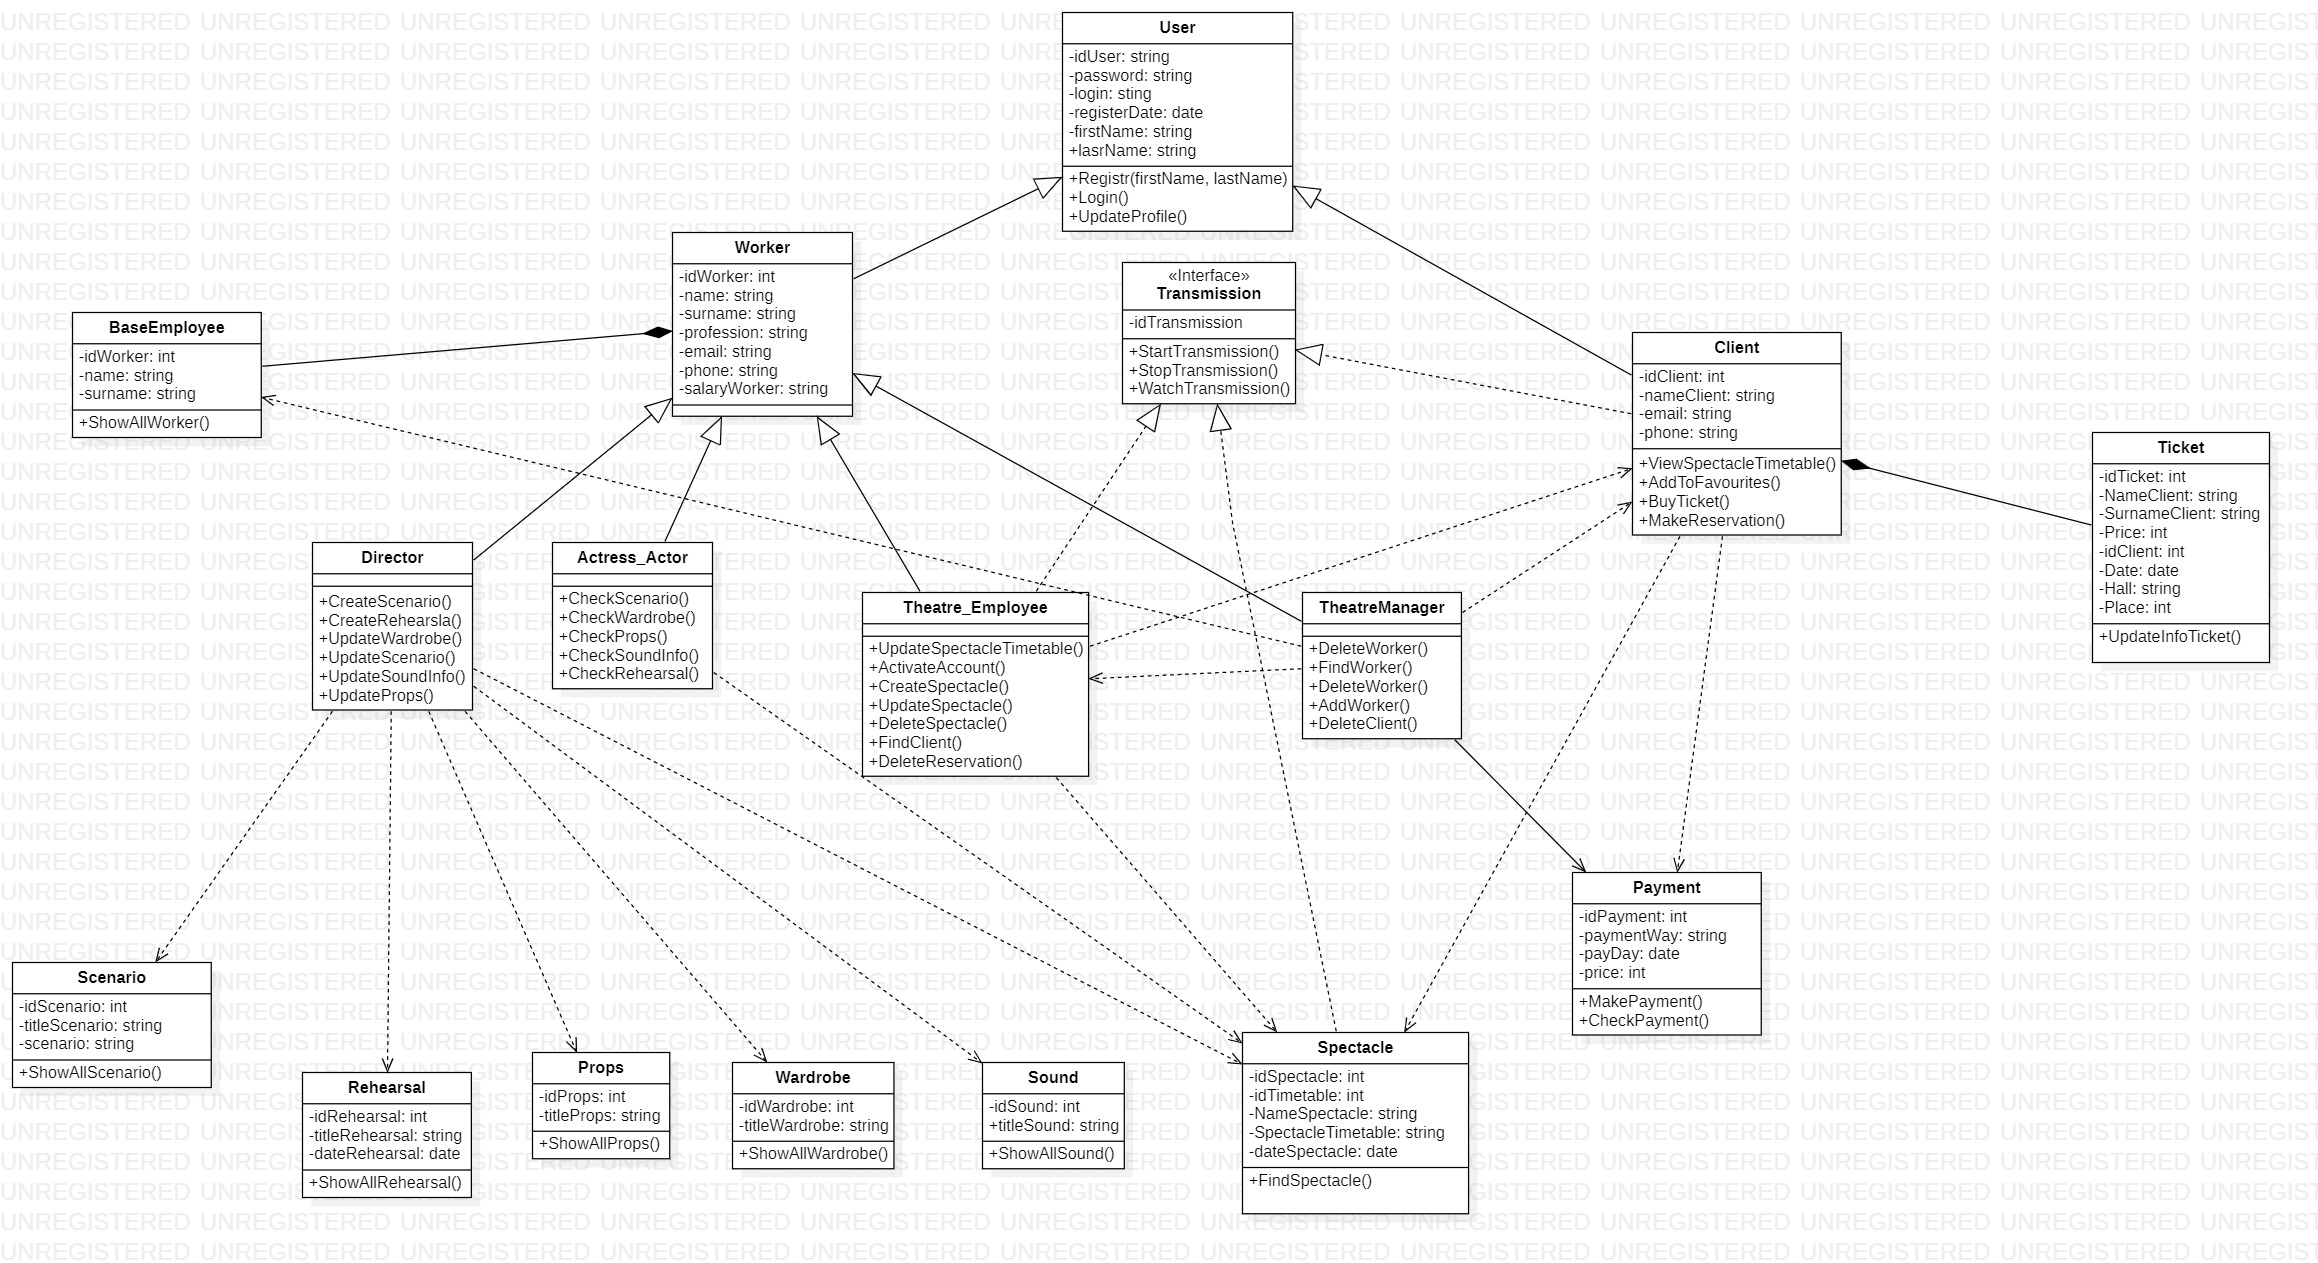 User
-idUser: string
-password: string
-login: sting
-registerDate: date
-firstName: string
+lasrName: string
+Registr(firstName, lastName)
+Login()
+UpdateProfile()
Worker
-idWorker: int
-name: string
-surname: string
-profession: string
-email: string
-phone: string
-salaryWorker: string
«Interface»
Transmission
-idTransmission
+StartTransmission()
+StopTransmission()
+WatchTransmission()
BaseEmployee
-idWorker: int
-name: string
-surname: string
+ShowAllWorker()
Client
-idClient: int
-nameClient: string
-email: string
-phone: string
+ViewSpectacleTimetable()
+AddToFavourites()
+BuyTicket()
+MakeReservation()
Ticket
-idTicket: int
-NameClient: string
-SurnameClient: string
-Price: int
-idClient: int
-Date: date
-Hall: string
-Place: int
+UpdateInfoTicket()
Director
+CreateScenario()
+CreateRehearsla()
+UpdateWardrobe()
+UpdateScenario()
+UpdateSoundInfo()
+UpdateProps()
Actress_Actor
+CheckScenario()
+CheckWardrobe()
+CheckProps()
+CheckSoundInfo()
+CheckRehearsal()
Theatre_Employee
+UpdateSpectacleTimetable()
+ActivateAccount()
+CreateSpectacle()
+UpdateSpectacle()
+DeleteSpectacle()
+FindClient()
+DeleteReservation()
TheatreManager
+DeleteWorker()
+FindWorker()
+DeleteWorker()
+AddWorker()
+DeleteClient()
Payment
-idPayment: int
-paymentWay: string
-payDay: date
-price: int
+MakePayment()
+CheckPayment()
Scenario
-idScenario: int
-titleScenario: string
-scenario: string
+ShowAllScenario()
Rehearsal
-idRehearsal: int
-titleRehearsal: string
-dateRehearsal: date
+ShowAllRehearsal()
Props
-idProps: int
-titleProps: string
+ShowAllProps()
Wardrobe
-idWardrobe: int
-titleWardrobe: string
+ShowAllWardrobe()
Sound
-idSound: int
+titleSound: string
+ShowAllSound()
Spectacle
-idSpectacle: int
-idTimetable: int
-NameSpectacle: string
-SpectacleTimetable: string
-dateSpectacle: date
+FindSpectacle()
UNREGISTERED